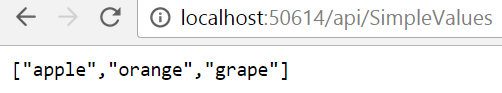 localhost:50614/api/SimpleValues
["apple","orange","grape"]